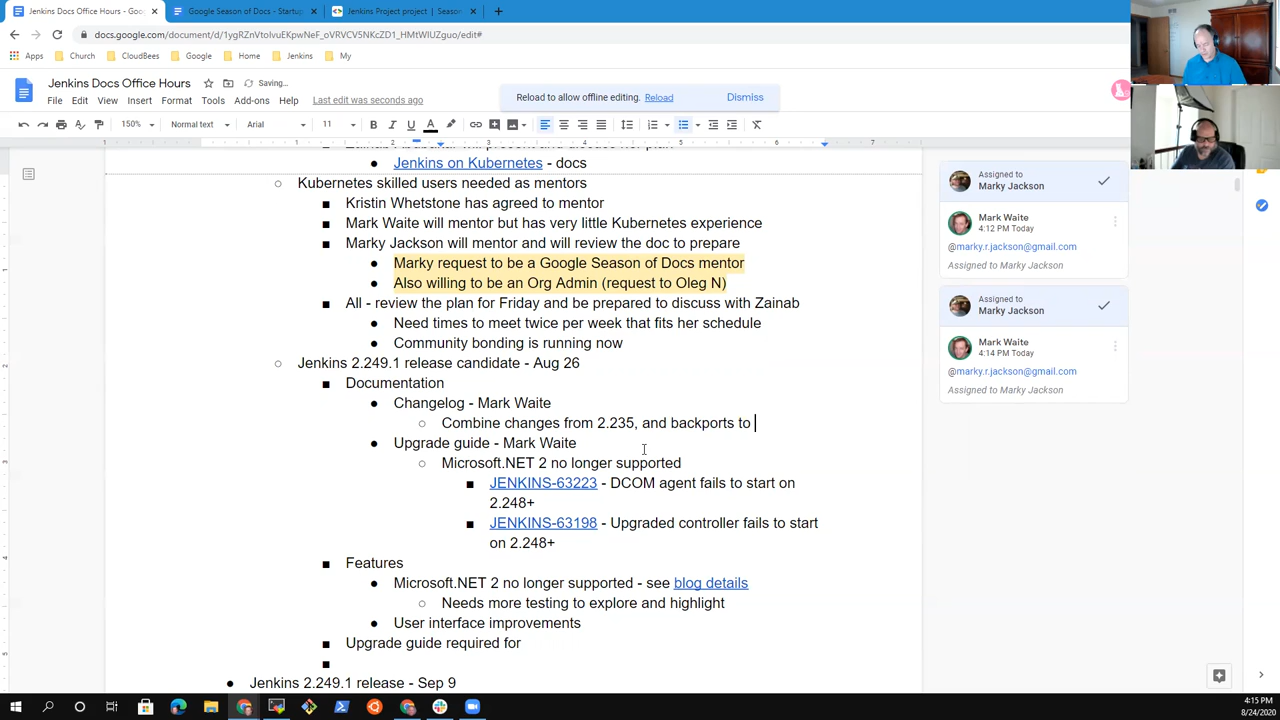 Jenkins Docs Office Hours - Goo
Google Season of Docs - Startup
Jenkins Project project | Season
docs.google.com/document/d/1ygRZnVtoIvuEKpwNeF_oVRVCV5NKcZD1_HMtWIUZguo/edit#
Apps Church CloudBees Google Home Jenkins My
Jenkins Docs Office Hours Saving...
File Edit View Insert Format Tools Add-ons Help Last edit was seconds ago
Reload to allow offline editing. Reload Dismiss
150% Normal text Arial 11
Jenkins on Kubernetes - docs
Kubernetes skilled users needed as mentors
Kristin Whetstone has agreed to mentor
Mark Waite will mentor but has very little Kubernetes experience
Marky Jackson will mentor and will review the doc to prepare
Marky request to be a Google Season of Docs mentor
Also willing to be an Org Admin (request to Oleg N)
All - review the plan for Friday and be prepared to discuss with Zainab
Need times to meet twice per week that fits her schedule
Community bonding is running now
Jenkins 2.249.1 release candidate - Aug 26
Documentation
Changelog - Mark Waite
Combine changes from 2.235, and backports to
Upgrade guide - Mark Waite
Microsoft.NET 2 no longer supported
JENKINS-63223 - DCOM agent fails to start on
2.248+
JENKINS-63198 - Upgraded controller fails to start
on 2.248+
Features
Microsoft.NET 2 no longer supported - see blog details
Needs more testing to explore and highlight
User interface improvements
Upgrade guide required for
Jenkins 2.249.1 release - Sep 9
Assigned to
Marky Jackson
Mark Waite
4:12 PM Today
@marky.r.jackson@gmail.com
Assigned to Marky Jackson
Assigned to
Marky Jackson
Mark Waite
4:14 PM Today
@marky.r.jackson@gmail.com
Assigned to Marky Jackson
4:15 PM
8/24/2020